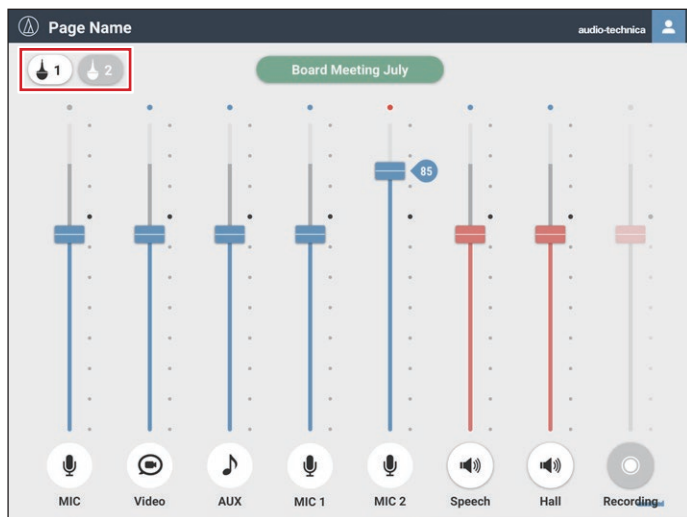 Page Name
audio-technica
1
2
Board Meeting July
85
MIC
Video
AUX
MIC 1
MIC 2
Speech
Hall
Recording